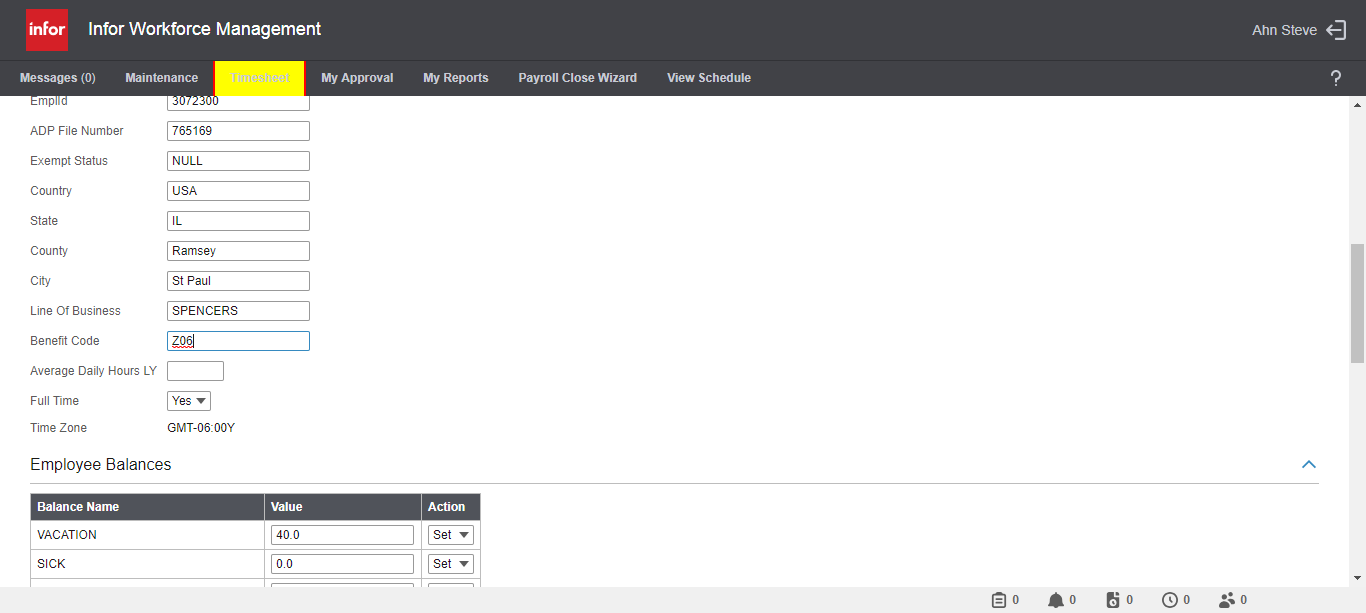 infor Infor Workforce Management Ahn Steve
Messages (0) Maintenance Timesheet My Approval My Reports Payroll Close Wizard View Schedule ?
EmplId 3072300
ADP File Number 765169
Exempt Status NULL
Country USA
State IL
County Ramsey
City St Paul
Line Of Business SPENCERS
Benefit Code Z06
Average Daily Hours LY
Full Time Yes
Time Zone GMT-06:00Y
Employee Balances
Balance Name Value Action
VACATION 40.0 Set
SICK 0.0 Set
0 0 0 0 0